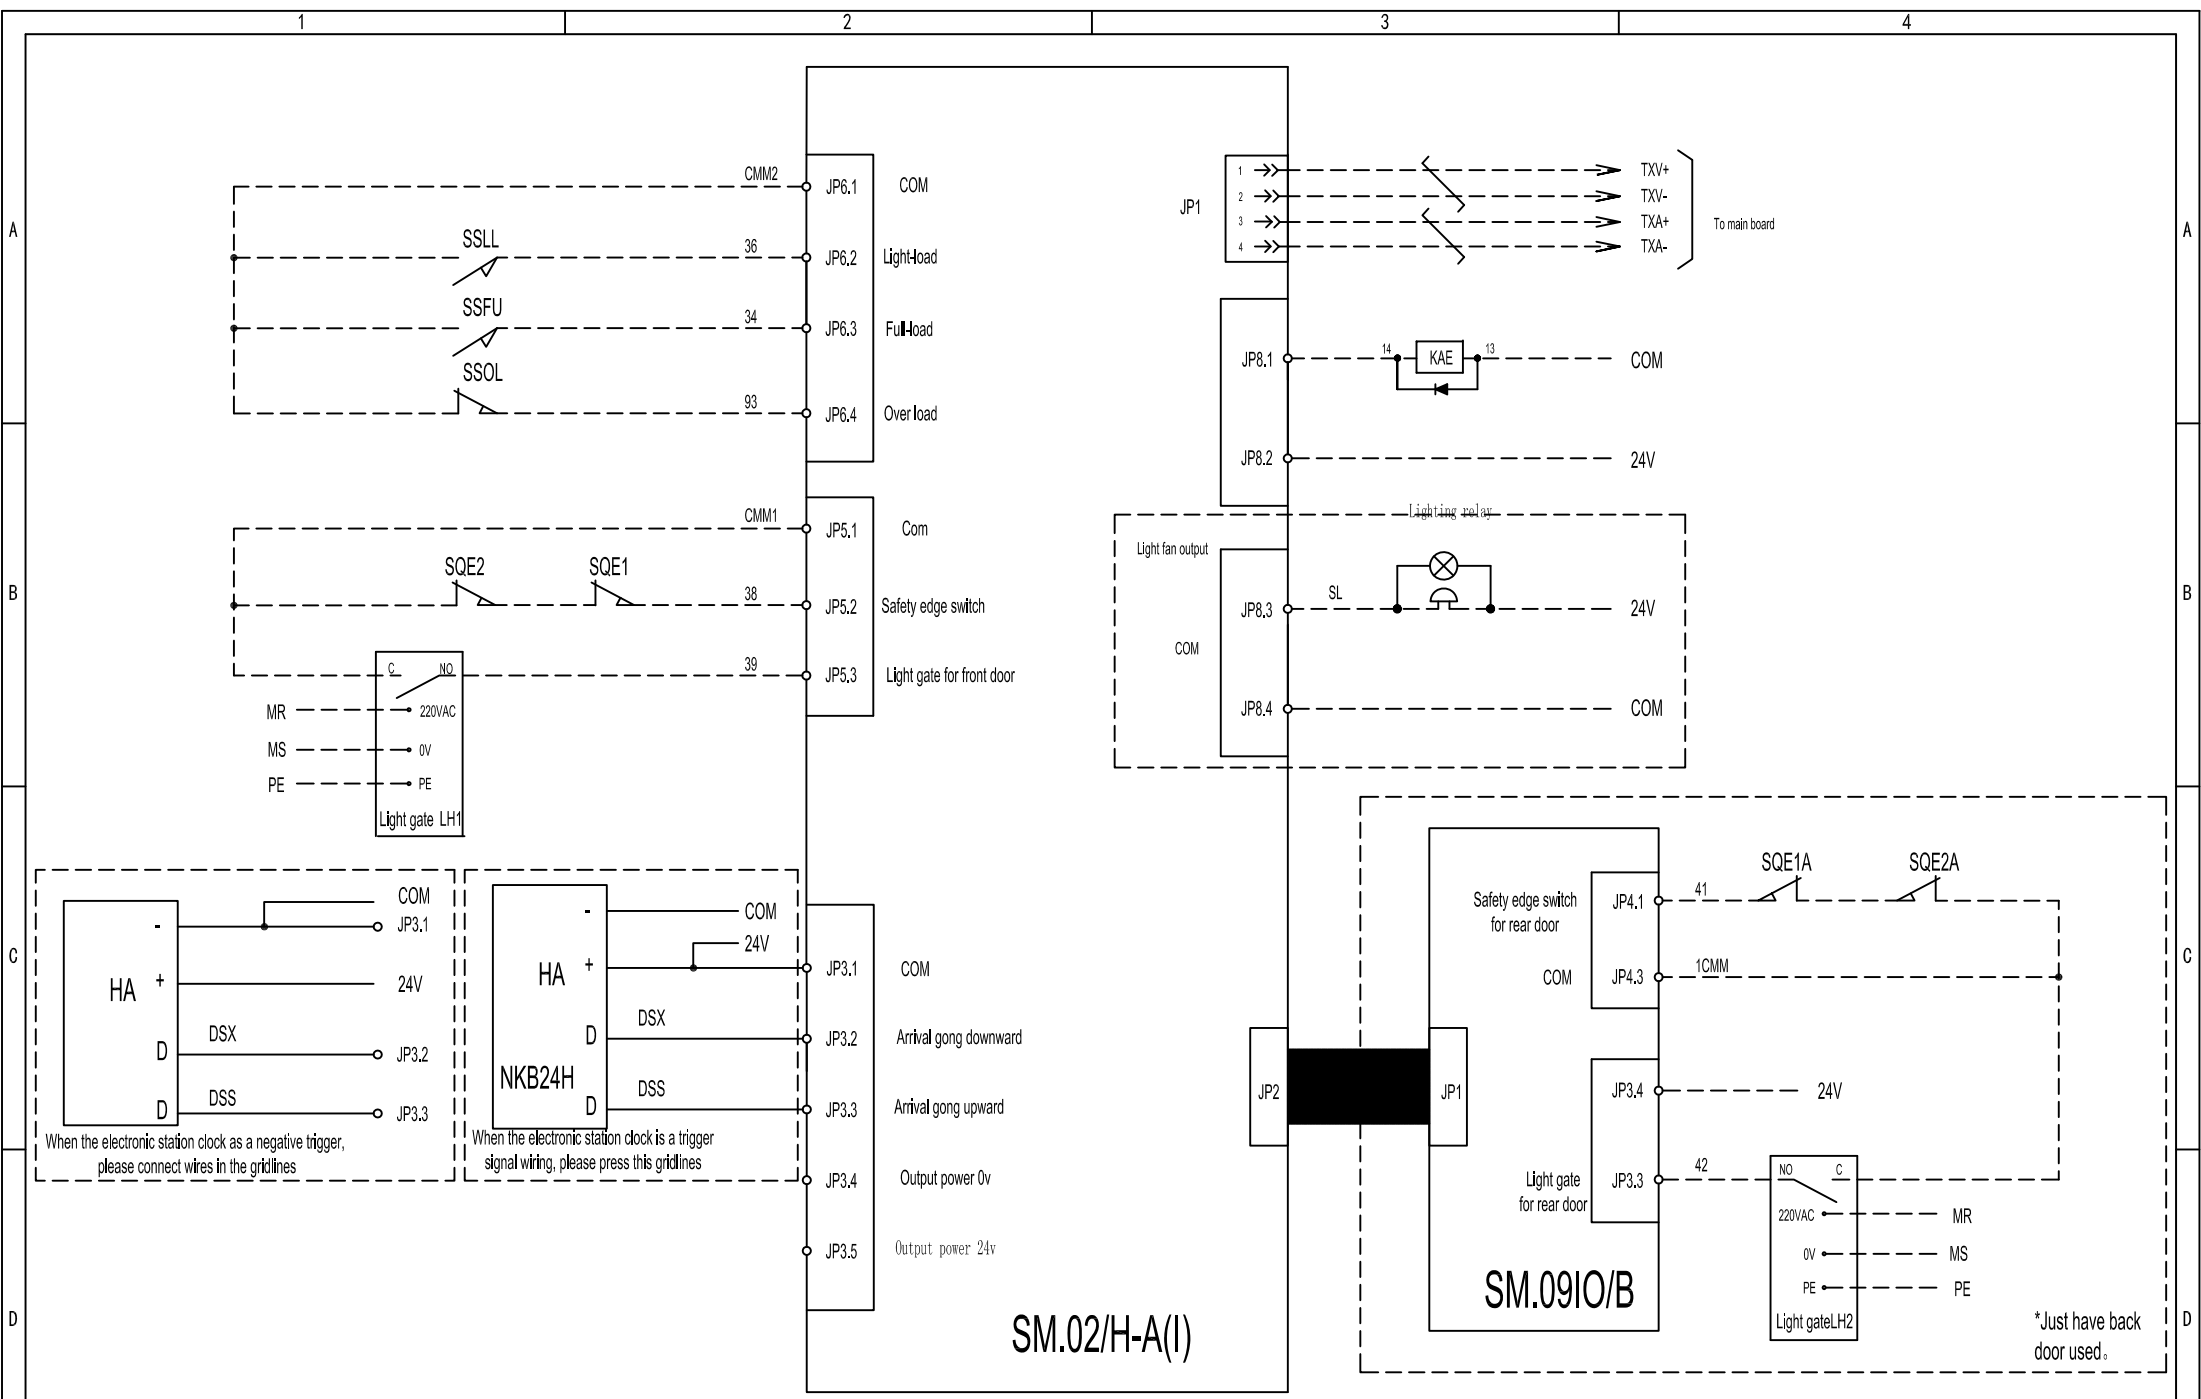 1 2 3 4
A
B
C
D
A
B
C
D
CMM2 JP6.1 COM
SSLL 36 JP6.2 Light-load
SSFU 34 JP6.3 Full-load
SSOL 93 JP6.4 Over load
CMM1 JP5.1 Com
SQE2 SQE1 38 JP5.2 Safety edge switch
C NO 39 JP5.3 Light gate for front door
MR 220VAC
MS 0V
PE PE
Light gate LH1
JP1
1 TXV+
2 TXV-
3 TXA+
4 TXA-
To main board
JP8.1 14 KAE 13 COM
JP8.2 24V
Lighting relay
Light fan output
JP8.3 SL 24V
COM
JP8.4 COM
HA
- COM
JP3.1
+ 24V
D DSX JP3.2
D DSS JP3.3
When the electronic station clock as a negative trigger,
please connect wires in the gridlines
HA
NKB24H
- COM
24V
+
D DSX
D DSS
When the electronic station clock is a trigger
signal wiring, please press this gridlines
JP3.1 COM
JP3.2 Arrival gong downward
JP3.3 Arrival gong upward
JP3.4 Output power 0v
JP3.5 Output power 24v
SM.02/H-A(I)
JP2 JP1
Safety edge switch
for rear door
JP4.1 41 SQE1A SQE2A
COM JP4.3 1CMM
JP3.4 24V
Light gate
for rear door
JP3.3 42 NO C
220VAC MR
0V MS
PE PE
Light gateLH2
SM.09IO/B
*Just have back
door used。